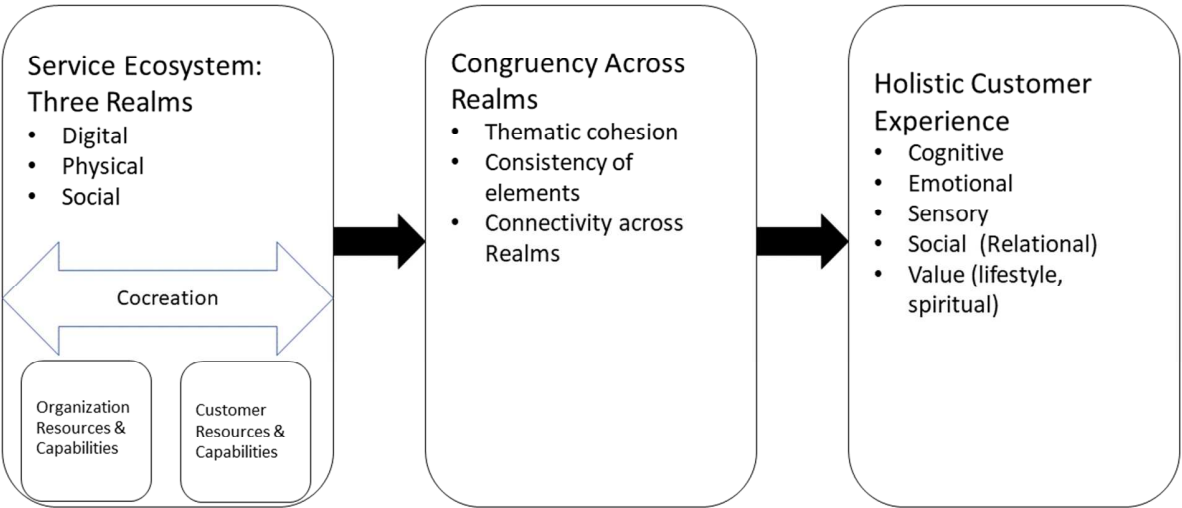 Service Ecosystem:
Three Realms
• Digital
• Physical
• Social
Cocreation
Organization
Resources &
Capabilities
Customer
Resources &
Capabilities
Congruency Across
Realms
• Thematic cohesion
• Consistency of
elements
• Connectivity across
Realms
Holistic Customer
Experience
• Cognitive
• Emotional
• Sensory
• Social (Relational)
• Value (lifestyle,
spiritual)